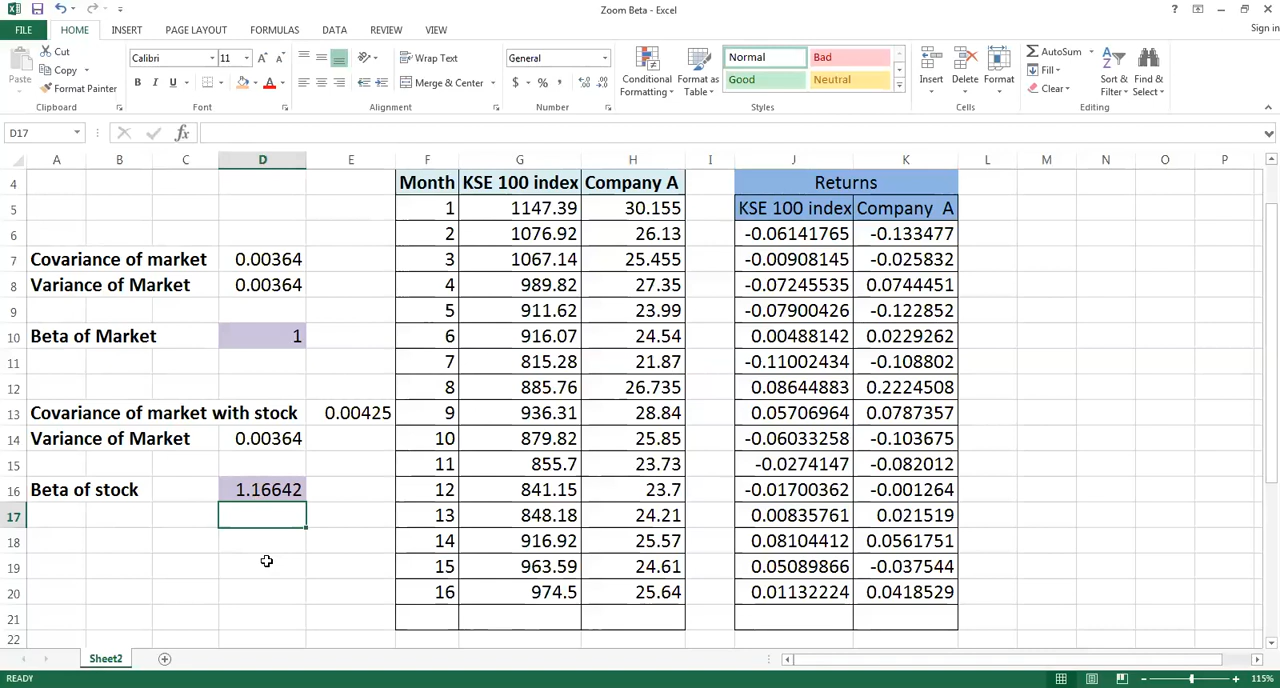 Zoom Beta - Excel
Sign in
FILE HOME INSERT PAGE LAYOUT FORMULAS DATA REVIEW VIEW
Cut
Copy
Format Painter
Paste
Calibri 11
B I U
Wrap Text
Merge & Center
General
$ % ,
Conditional Formatting
Format as Table
Normal Bad
Good Neutral
Insert Delete Format
AutoSum
Fill
Clear
Sort & Filter
Find & Select
Clipboard Font Alignment Number Styles Cells Editing
D17
fx
A B C D E F G H I J K L M N O P
4 Month KSE 100 index Company A Returns
5 1 1147.39 30.155 KSE 100 index Company A
6 2 1076.92 26.13 -0.06141765 -0.133477
7 Covariance of market 0.00364 3 1067.14 25.455 -0.00908145 -0.025832
8 Variance of Market 0.00364 4 989.82 27.35 -0.07245535 0.0744451
9 5 911.62 23.99 -0.07900426 -0.122852
10 Beta of Market 1 6 916.07 24.54 0.00488142 0.0229262
11 7 815.28 21.87 -0.11002434 -0.108802
12 8 885.76 26.735 0.08644883 0.2224508
13 Covariance of market with stock 0.00425 9 936.31 28.84 0.05706964 0.0787357
14 Variance of Market 0.00364 10 879.82 25.85 -0.06033258 -0.103675
15 11 855.7 23.73 -0.0274147 -0.082012
16 Beta of stock 1.16642 12 841.15 23.7 -0.01700362 -0.001264
17 13 848.18 24.21 0.00835761 0.021519
18 14 916.92 25.57 0.08104412 0.0561751
19 15 963.59 24.61 0.05089866 -0.037544
20 16 974.5 25.64 0.01132224 0.0418529
21
22
Sheet2
READY
115%